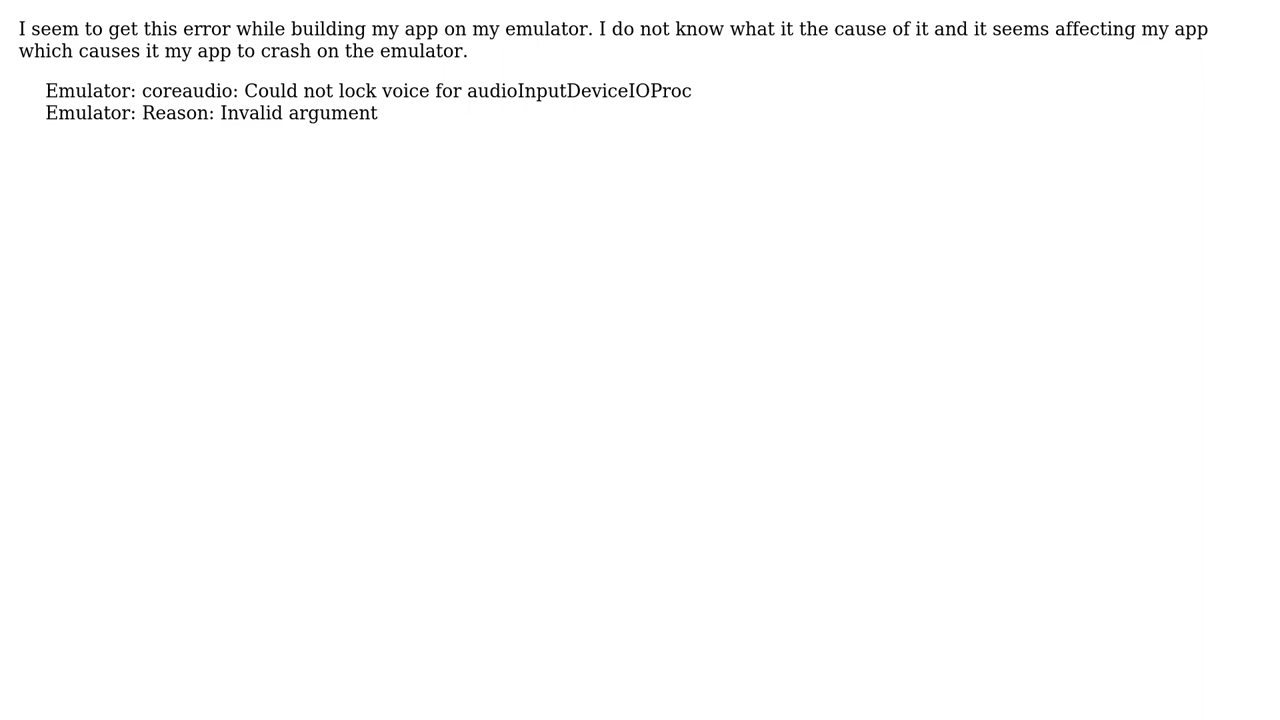 I seem to get this error while building my app on my emulator. I do not know what it the cause of it and it seems affecting my app
which causes it my app to crash on the emulator.
Emulator: coreaudio: Could not lock voice for audioInputDeviceIOProc
Emulator: Reason: Invalid argument